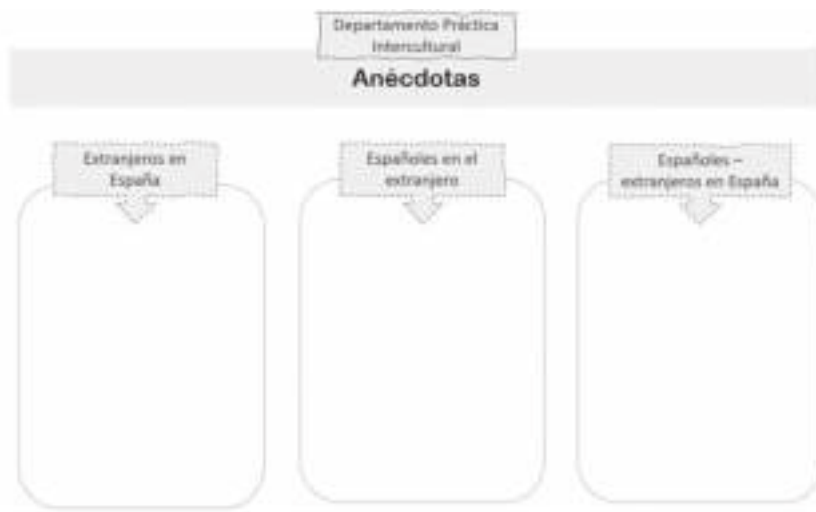 Departamento Práctica
Intercultural
Anécdotas
Extranjeros en
España
Españoles en el
extranjero
Españoles –
extranjeros en España